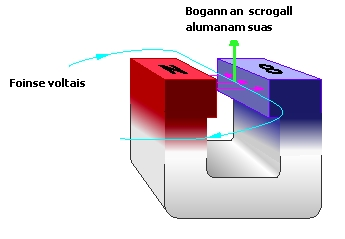 Bogann an scrogall
alumanam suas
Foinse voltais
N
S